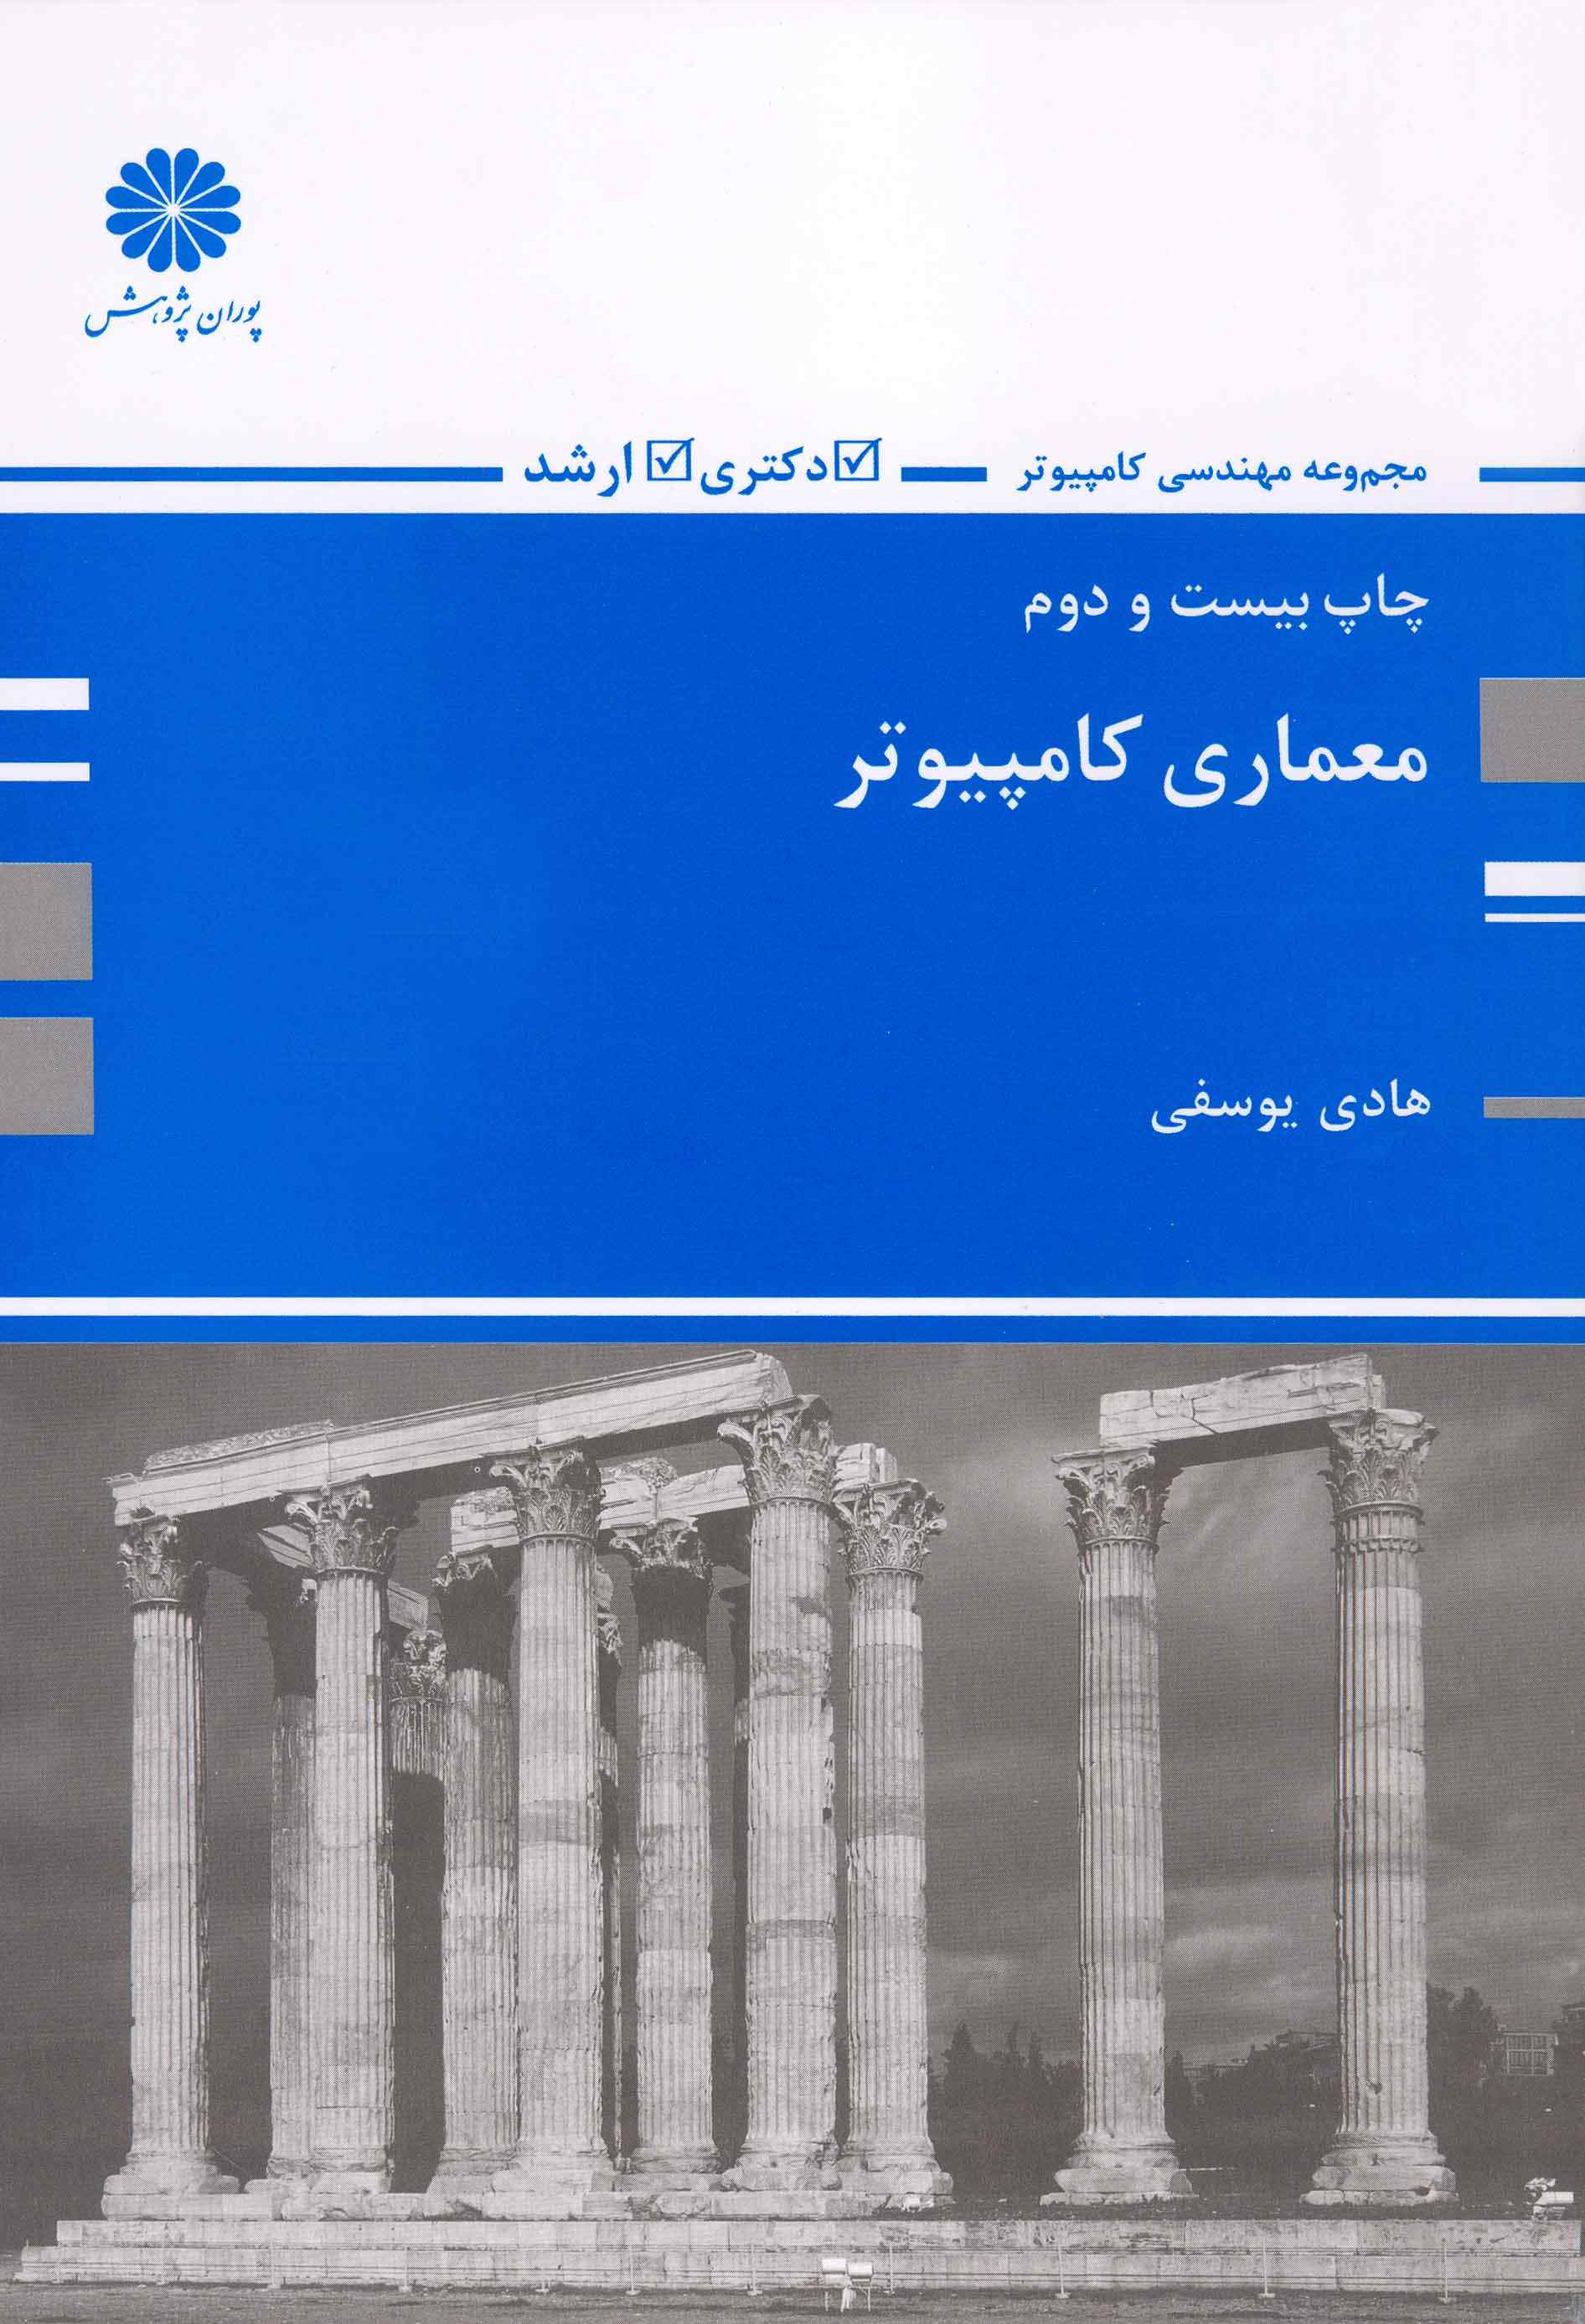 پوران پژوهش
مجموعه مهندسی کامپیوتر ☑ دکتری ☑ ارشد
چاپ بیست و دوم
معماری کامپیوتر
هادی یوسفی